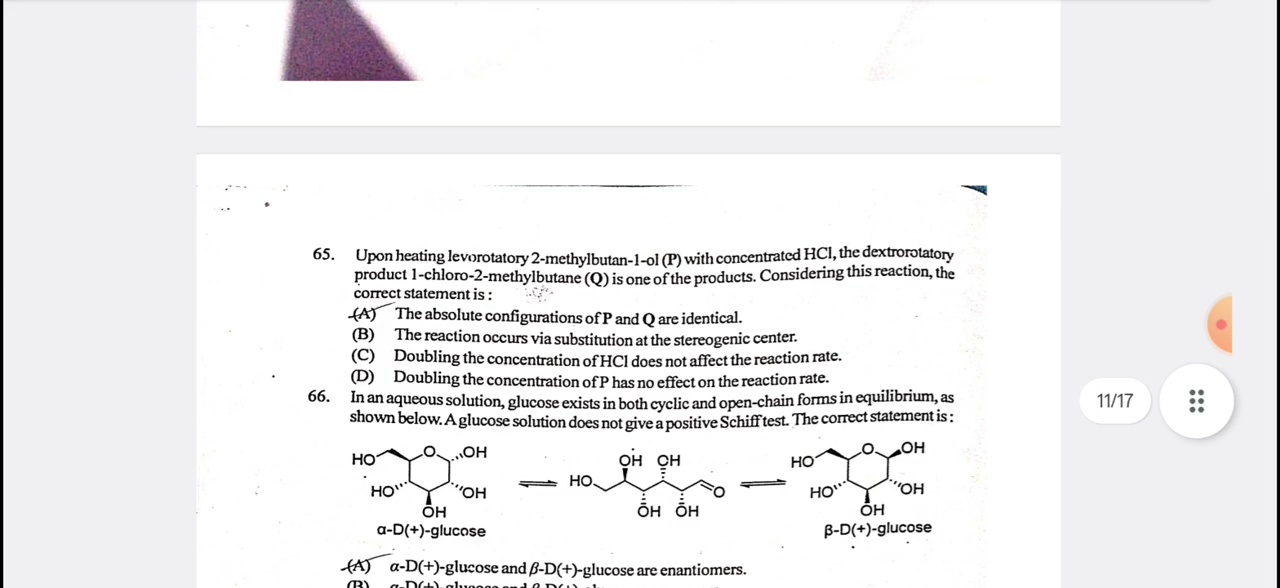 65. Upon heating levorotatory 2-methylbutan-1-ol (P) with concentrated HCl, the dextrorotatory
product 1-chloro-2-methylbutane (Q) is one of the products. Considering this reaction, the
correct statement is :
(A) The absolute configurations of P and Q are identical.
(B) The reaction occurs via substitution at the stereogenic center.
(C) Doubling the concentration of HCl does not affect the reaction rate.
(D) Doubling the concentration of P has no effect on the reaction rate.
66. In an aqueous solution, glucose exists in both cyclic and open-chain forms in equilibrium, as
shown below. A glucose solution does not give a positive Schiff test. The correct statement is :
HO O OH
HO OH
OH
α-D(+)-glucose
OH OH
HO O
OH OH
HO O OH
HO OH
OH
β-D(+)-glucose
(A) α-D(+)-glucose and β-D(+)-glucose are enantiomers.
11/17